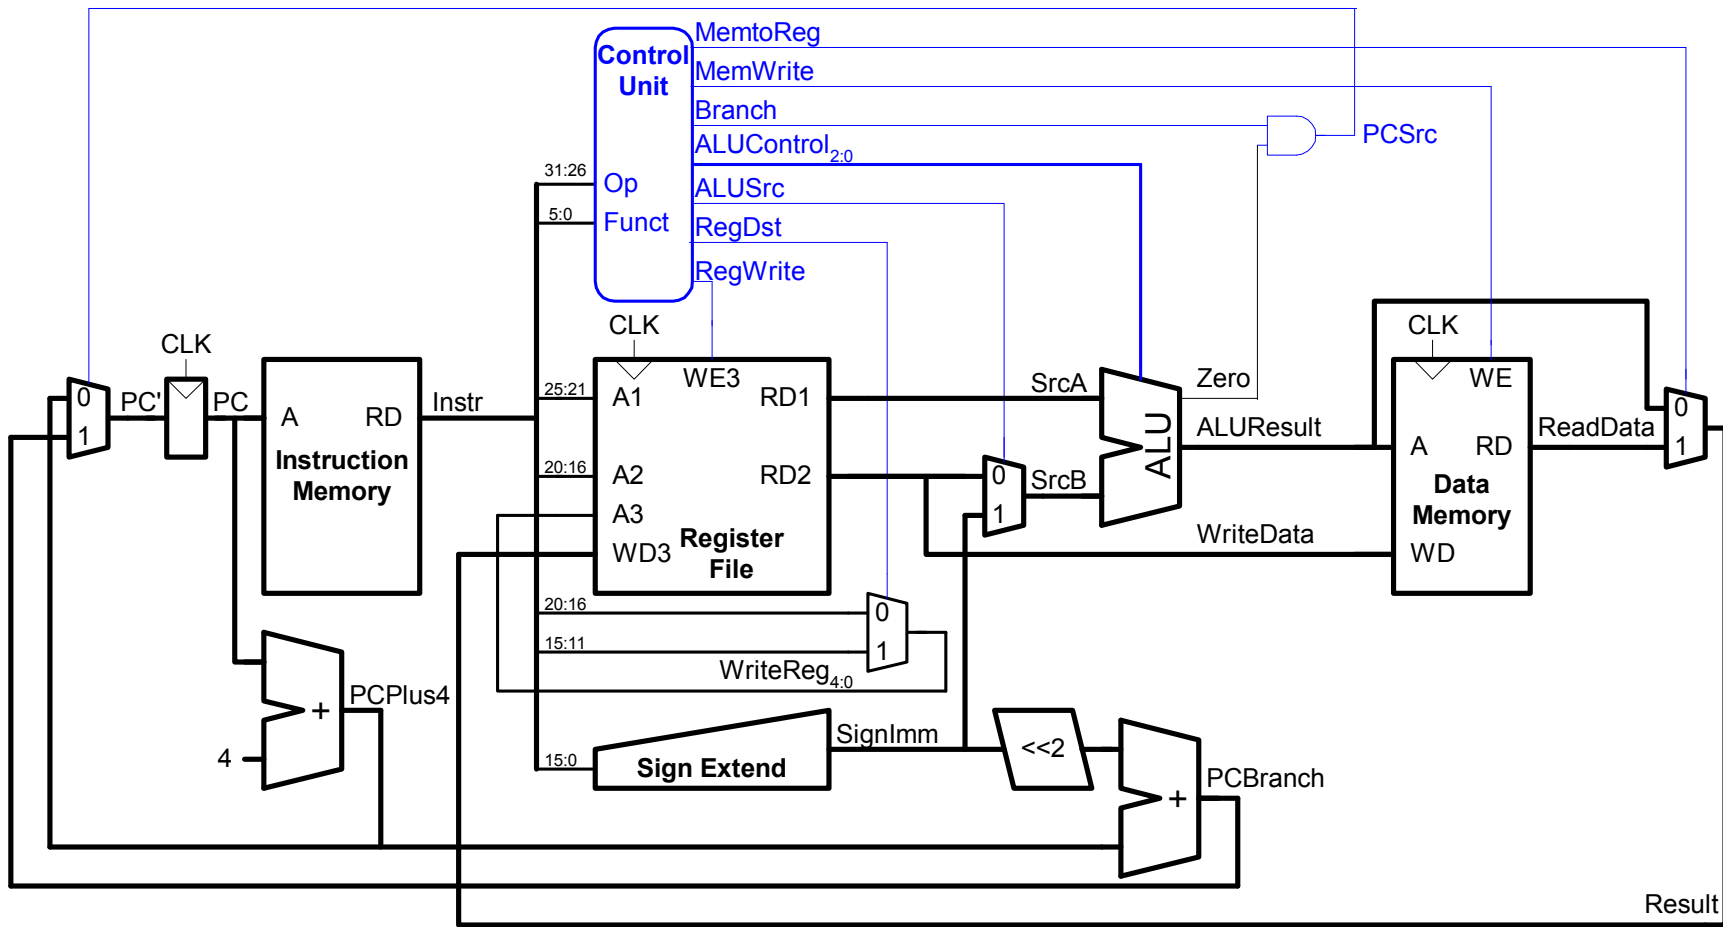 MemtoReg
Control
Unit
MemWrite
Branch
PCSrc
ALUControl2:0
31:26
Op
ALUSrc
5:0
Funct
RegDst
RegWrite
CLK
CLK
CLK
0
1
PC'
PC
A
RD
Instruction
Memory
Instr
25:21
A1
WE3
RD1
20:16
A2
RD2
A3
WD3
Register
File
SrcA
0
1
SrcB
ALU
Zero
ALUResult
WriteData
WE
A
RD
Data
Memory
WD
ReadData
0
1
20:16
0
15:11
1
WriteReg4:0
PCPlus4
+
4
15:0
Sign Extend
SignImm
<<2
+
PCBranch
Result